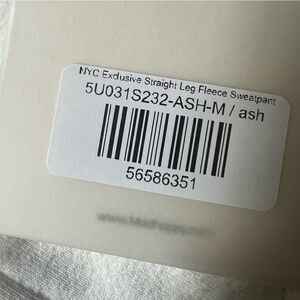 NYC Exclusive Straight Leg Fleece Sweatpant
5U031S232-ASH-M / ash
56586351